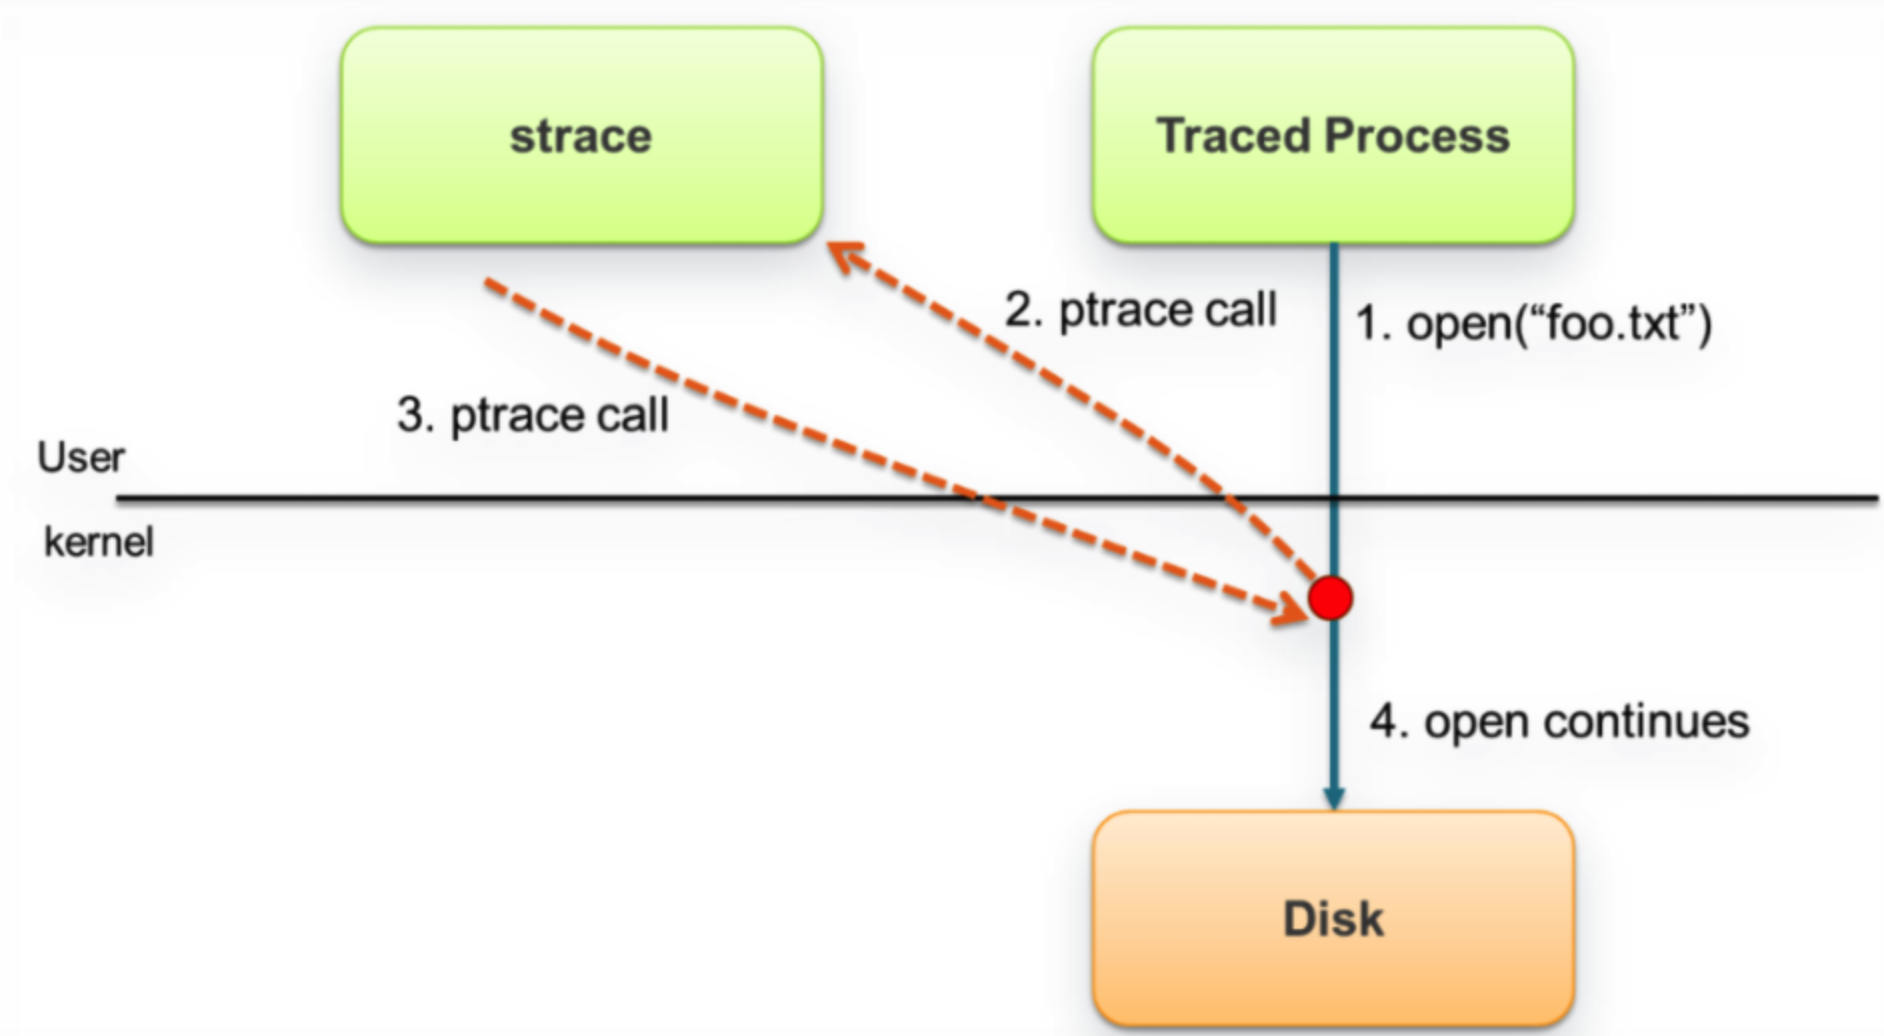 strace
Traced Process
2. ptrace call
1. open(“foo.txt”)
3. ptrace call
User
kernel
4. open continues
Disk